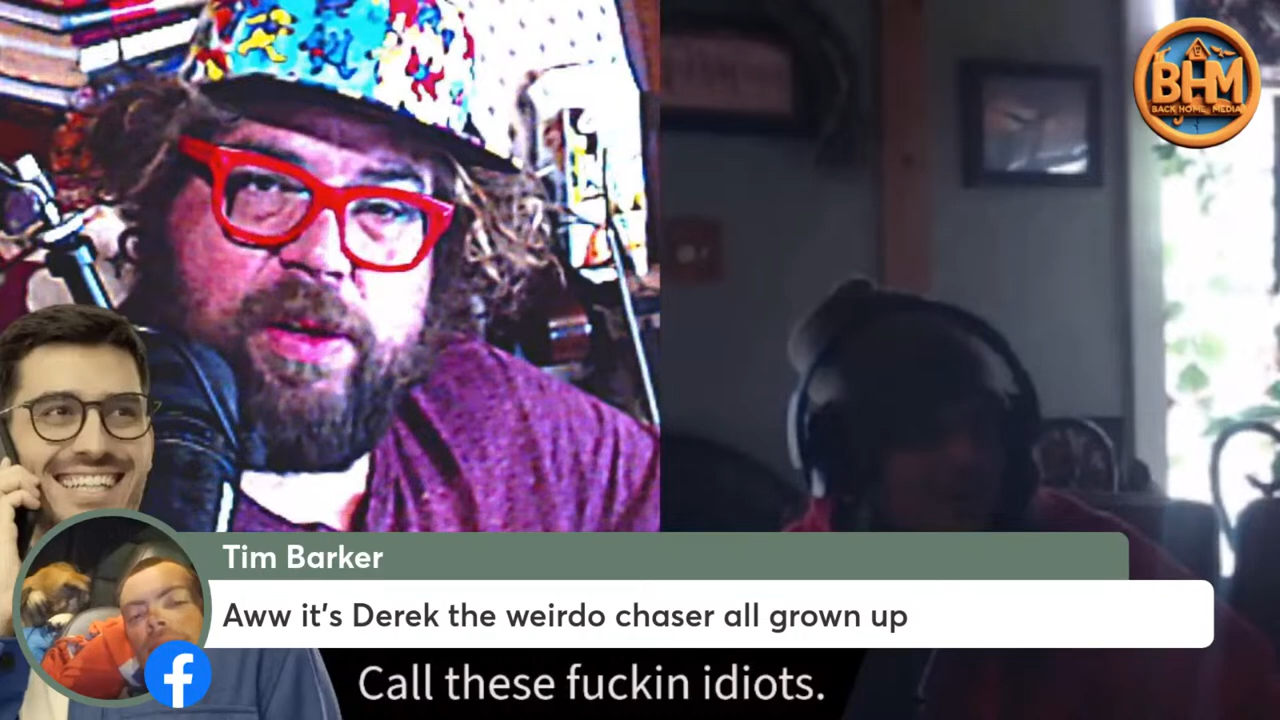 BHM
BACK HOME MEDIA
Tim Barker
Aww it's Derek the weirdo chaser all grown up
Call these fuckin idiots.